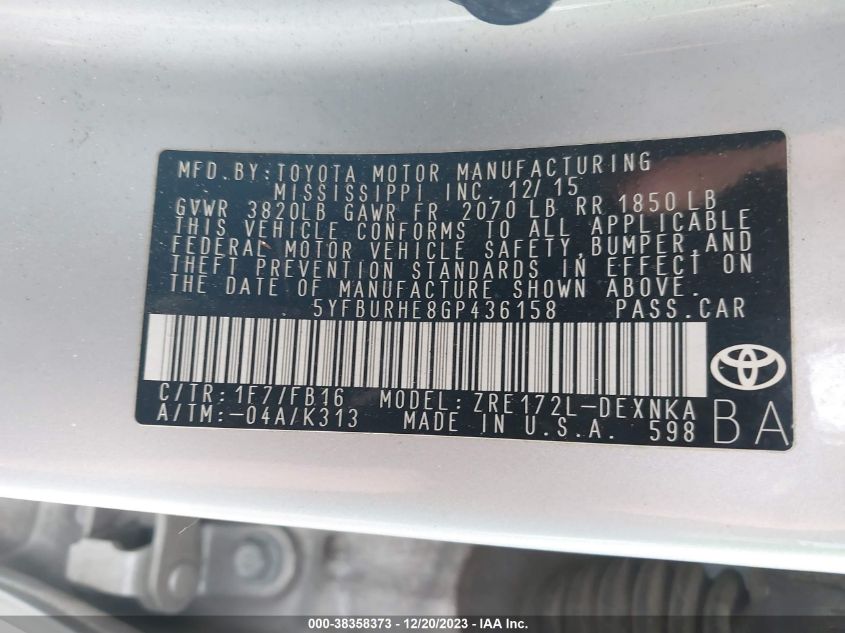 MFD. BY: TOYOTA MOTOR MANUFACTURING
MISSISSIPPI INC. 12/15
GVWR 3820LB GAWR FR 2070 LB RR 1850 LB
THIS VEHICLE CONFORMS TO ALL APPLICABLE
FEDERAL MOTOR VEHICLE SAFETY, BUMPER, AND
THEFT PREVENTION STANDARDS IN EFFECT ON
THE DATE OF MANUFACTURE SHOWN ABOVE.
5YFBURHE8GP436158 PASS. CAR
C/TR: 1F7/FB16 MODEL: ZRE172L-DEXNKA
A/TM: -04A/K313 MADE IN U.S.A. 598
BA
000-38358373 - 12/20/2023 - IAA Inc.